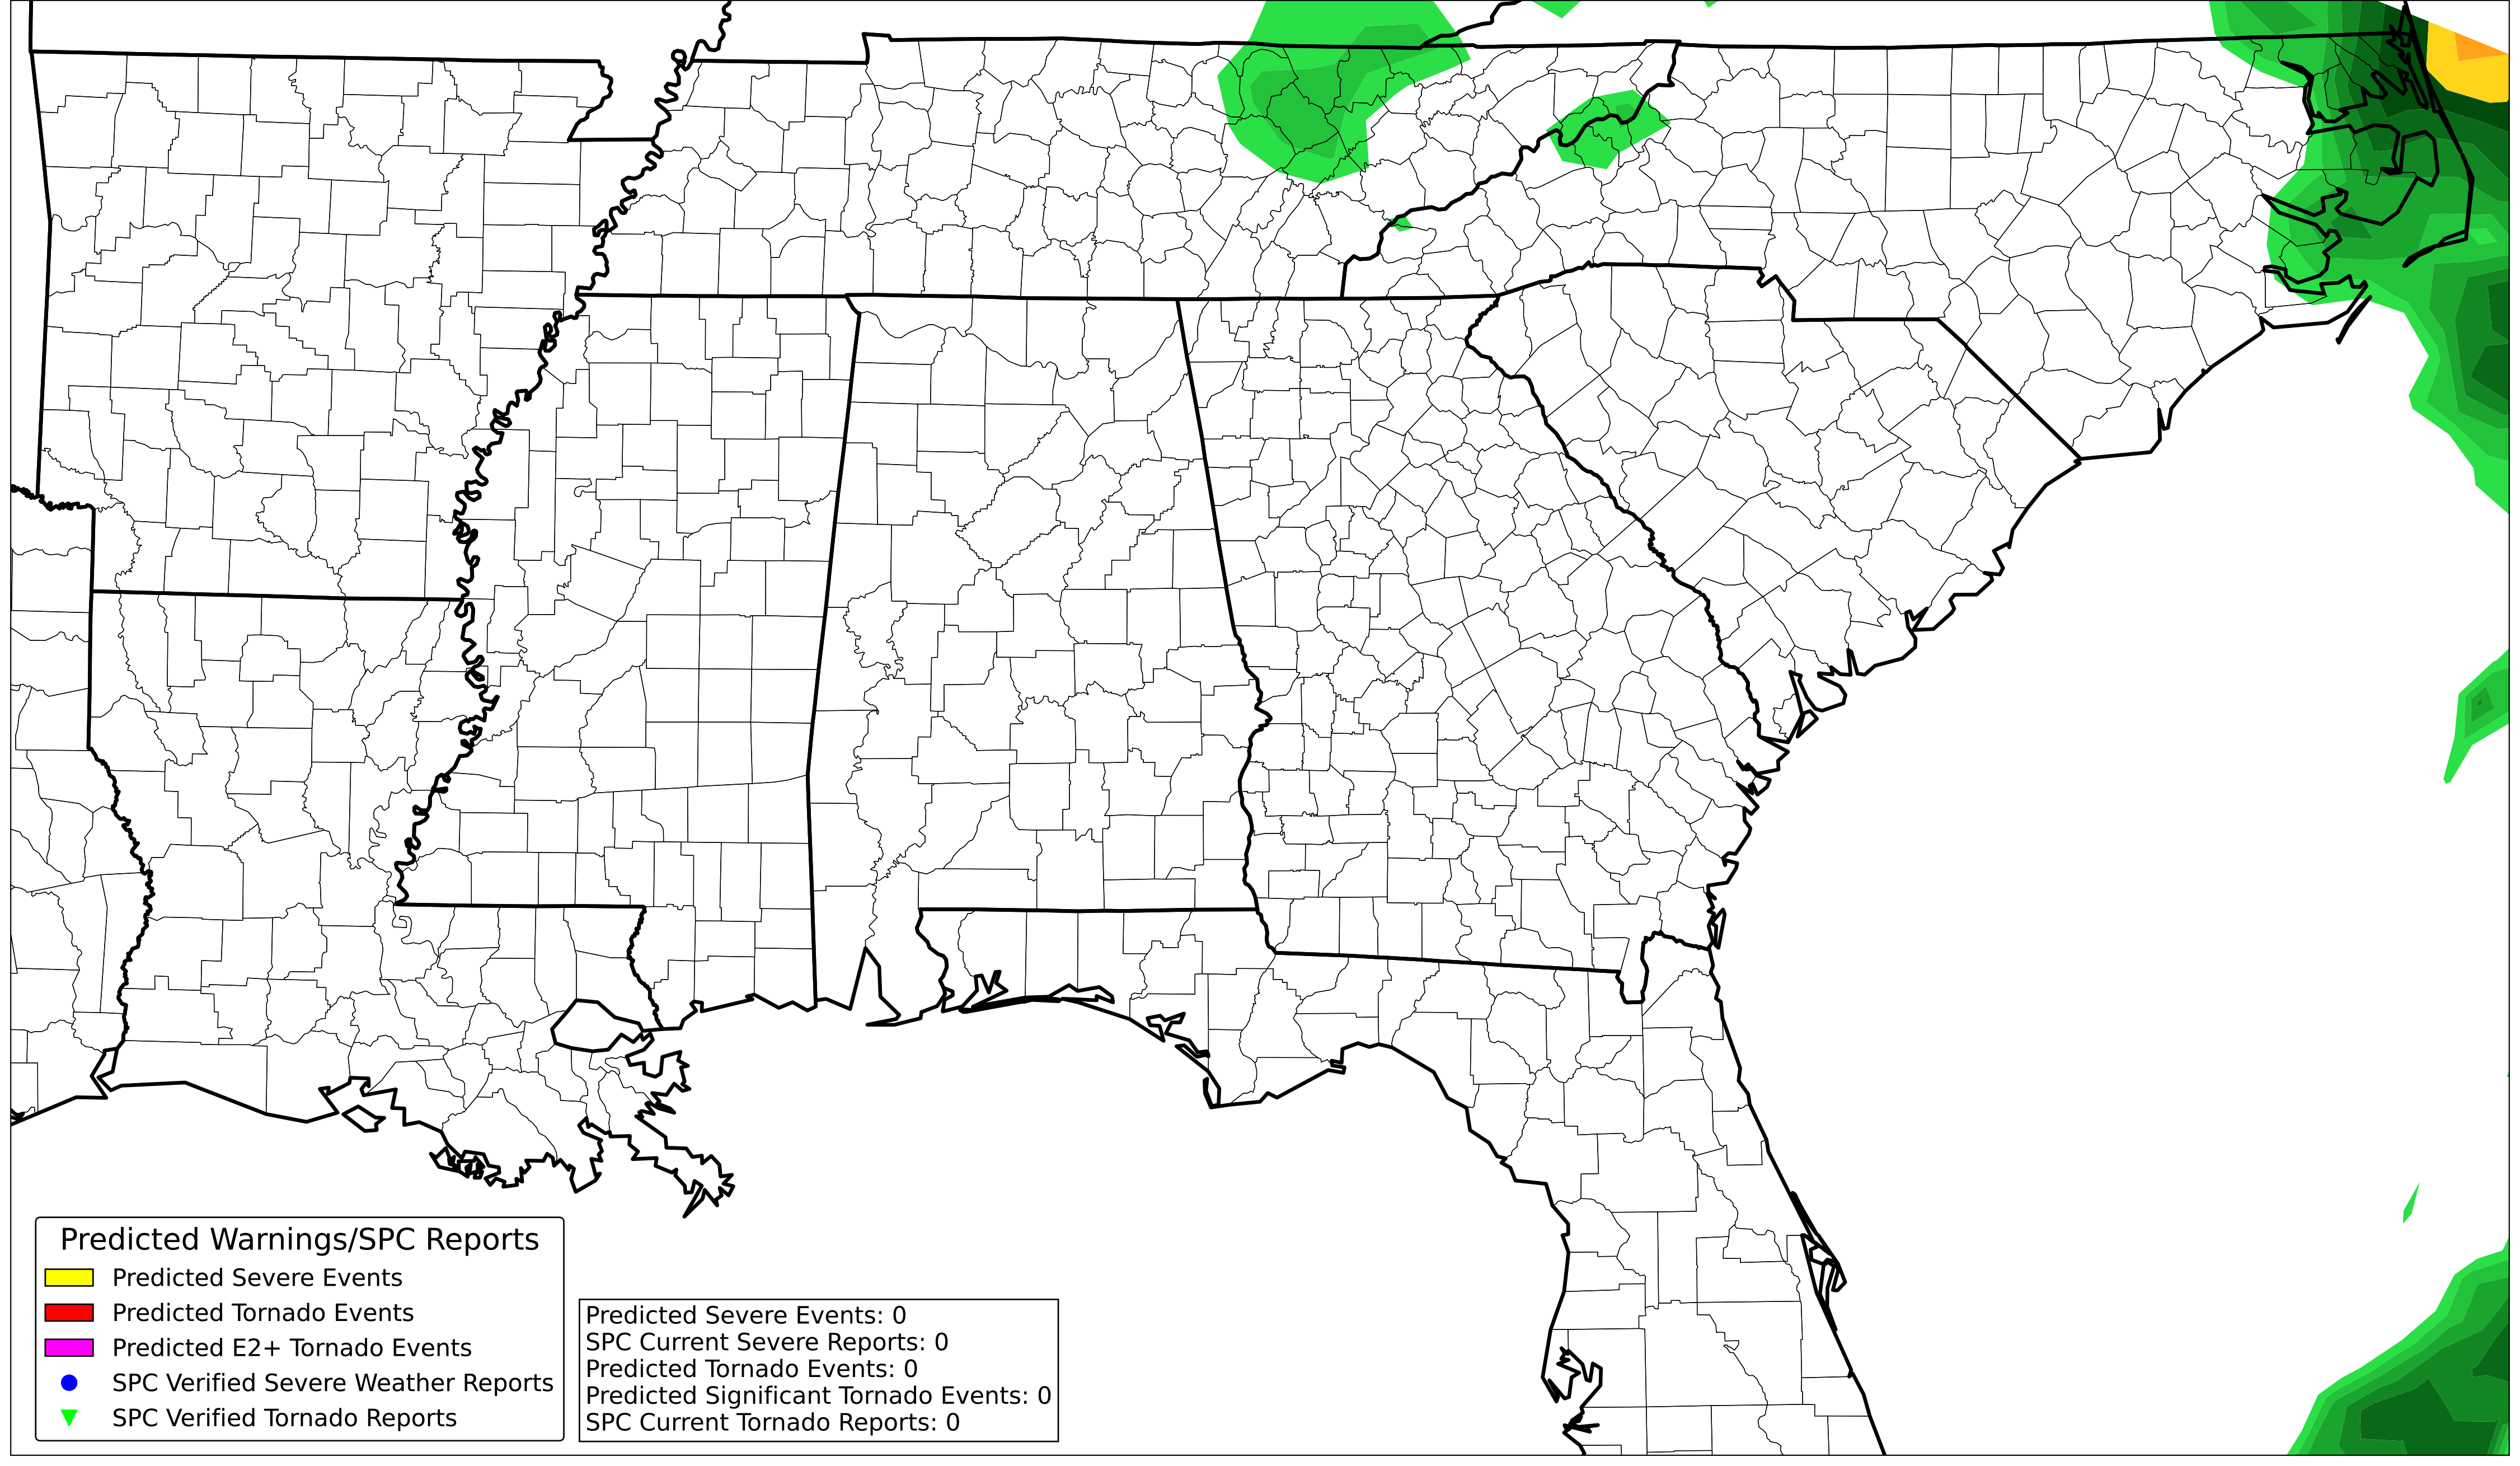 Predicted Warnings/SPC Reports
Predicted Severe Events
Predicted Tornado Events
Predicted E2+ Tornado Events
SPC Verified Severe Weather Reports
SPC Verified Tornado Reports
Predicted Severe Events: 0
SPC Current Severe Reports: 0
Predicted Tornado Events: 0
Predicted Significant Tornado Events: 0
SPC Current Tornado Reports: 0